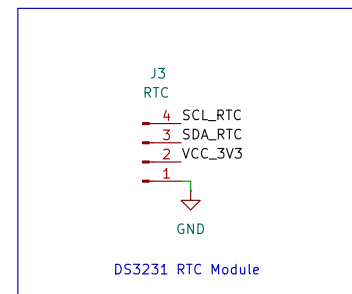 J3
RTC
4 SCL_RTC
3 SDA_RTC
2 VCC_3V3
1
GND
DS3231 RTC Module